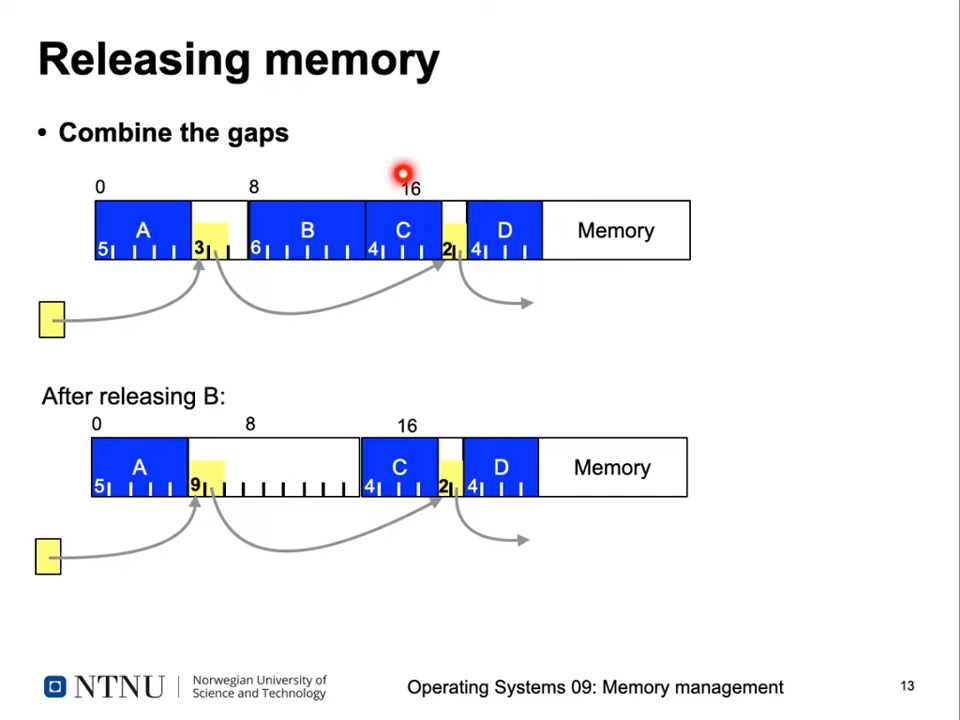 Releasing memory
• Combine the gaps
0 8 16
A B C D Memory
5 3 6 4 2 4
After releasing B:
0 8 16
A C D Memory
5 9 4 2 4
NTNU
Norwegian University of
Science and Technology
Operating Systems 09: Memory management
13